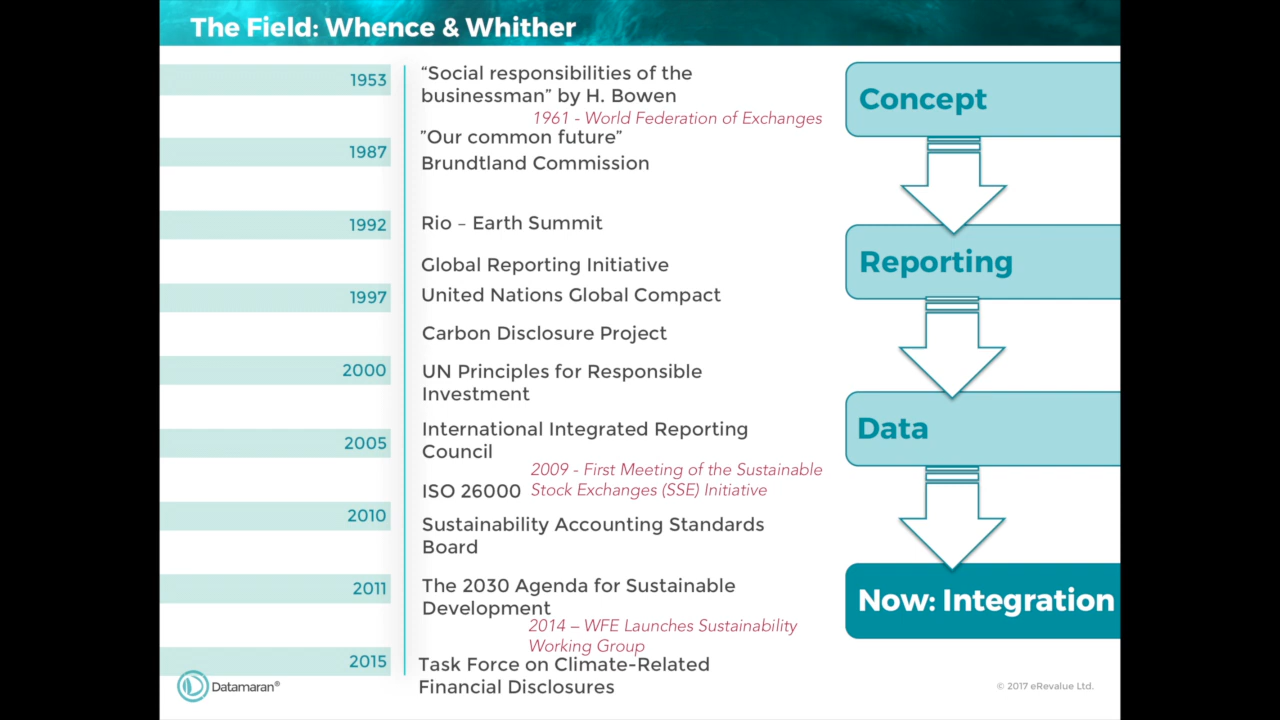 The Field: Whence & Whither
1953
“Social responsibilities of the
businessman” by H. Bowen
1961 - World Federation of Exchanges
1987
”Our common future”
Brundtland Commission
1992
Rio – Earth Summit
Global Reporting Initiative
1997
United Nations Global Compact
Carbon Disclosure Project
2000
UN Principles for Responsible
Investment
2005
International Integrated Reporting
Council
2009 - First Meeting of the Sustainable
Stock Exchanges (SSE) Initiative
ISO 26000
2010
Sustainability Accounting Standards
Board
2011
The 2030 Agenda for Sustainable
Development
2014 – WFE Launches Sustainability
Working Group
2015
Task Force on Climate-Related
Financial Disclosures
Concept
Reporting
Data
Now: Integration
Datamaran®
© 2017 eRevalue Ltd.